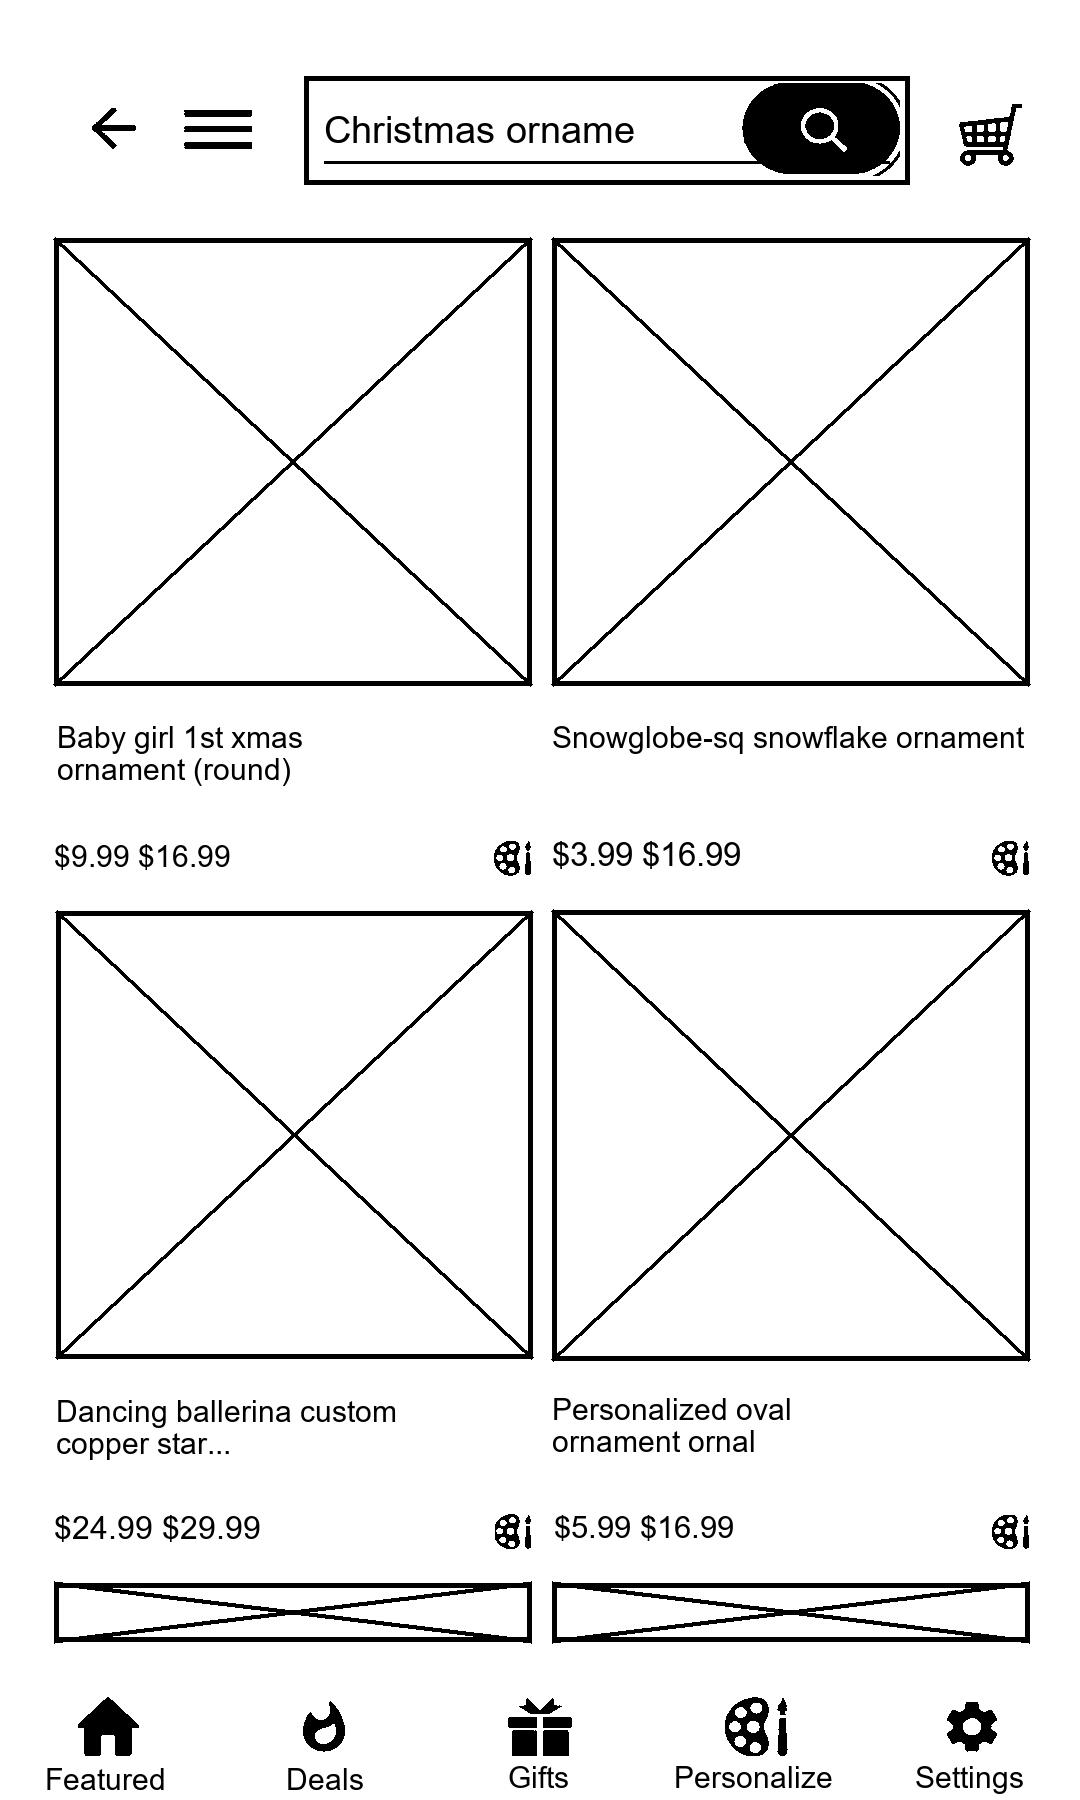 Christmas orname
Baby girl 1st xmas
ornament (round)
Snowglobe-sq snowflake ornament
$9.99 $16.99
$3.99 $16.99
Dancing ballerina custom
copper star...
Personalized oval
ornament ornal
$24.99 $29.99
$5.99 $16.99
Featured
Deals
Gifts
Personalize
Settings